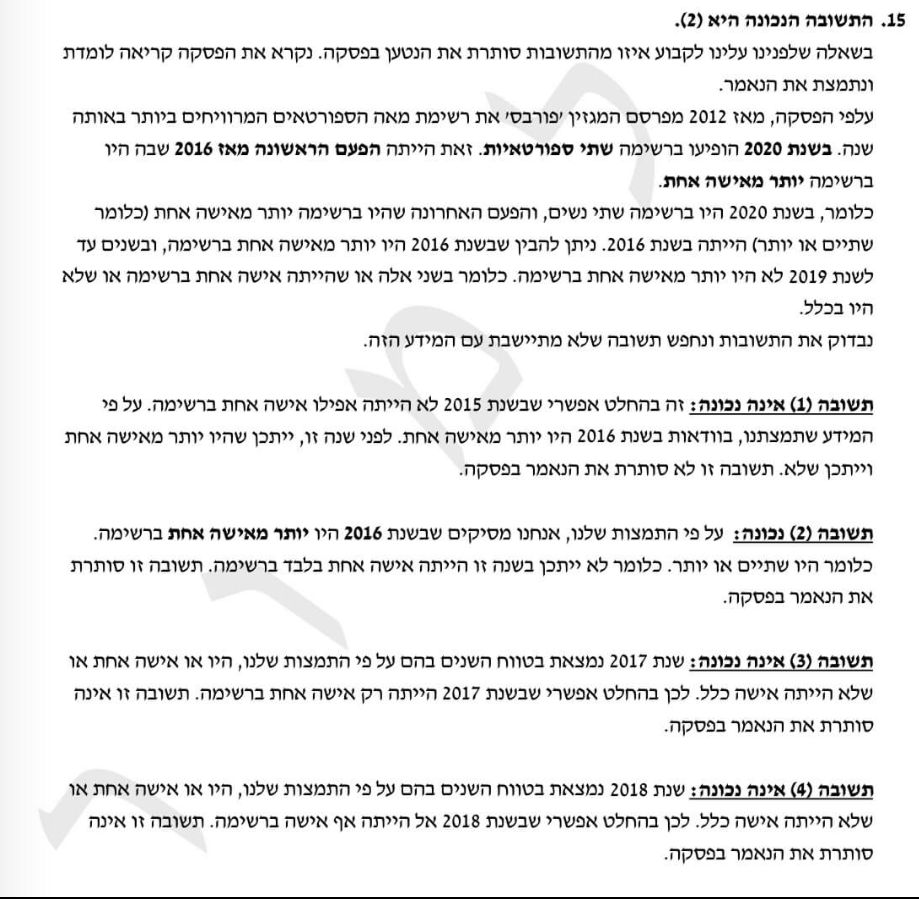 15. התשובה הנכונה היא (2).
בשאלה שלפנינו עלינו לקבוע איזו מהתשובות סותרת את הנטען בפסקה. נקרא את הפסקה קריאה לומדת
ונתמצת את הנאמר.
עלפי הפסקה, מאז 2012 מפרסם המגזין 'פורבס' את רשימת מאה הספורטאים המרוויחים ביותר באותה
שנה. בשנת 2020 הופיעו ברשימה שתי ספורטאיות. זאת הייתה הפעם הראשונה מאז 2016 שבה היו
ברשימה יותר מאישה אחת.
כלומר, בשנת 2020 היו ברשימה שתי נשים, והפעם האחרונה שהיו ברשימה יותר מאישה אחת (כלומר
שתיים או יותר) הייתה בשנת 2016. ניתן להבין שבשנת 2016 היו יותר מאישה אחת ברשימה, ובשנים עד
לשנת 2019 לא היו יותר מאישה אחת ברשימה. כלומר בשני אלה או שהייתה אישה אחת ברשימה או שלא
היו בכלל.
נבדוק את התשובות ונחפש תשובה שלא מתיישבת עם המידע הזה.
תשובה (1) אינה נכונה: זה בהחלט אפשרי שבשנת 2015 לא הייתה אפילו אישה אחת ברשימה. על פי
המידע שתמצתנו, בוודאות בשנת 2016 היו יותר מאישה אחת. לפני שנה זו, ייתכן שהיו יותר מאישה אחת
וייתכן שלא. תשובה זו לא סותרת את הנאמר בפסקה.
תשובה (2) נכונה: על פי התמצות שלנו, אנחנו מסיקים שבשנת 2016 היו יותר מאישה אחת ברשימה.
כלומר היו שתיים או יותר. כלומר לא ייתכן שבשנה זו הייתה אישה אחת בלבד ברשימה. תשובה זו סותרת
את הנאמר בפסקה.
תשובה (3) אינה נכונה: שנת 2017 נמצאת בטווח השנים בהם על פי התמצות שלנו, היו או אישה אחת או
שלא הייתה אישה כלל. לכן בהחלט אפשרי שבשנת 2017 הייתה רק אישה אחת ברשימה. תשובה זו אינה
סותרת את הנאמר בפסקה.
תשובה (4) אינה נכונה: שנת 2018 נמצאת בטווח השנים בהם על פי התמצות שלנו, היו או אישה אחת או
שלא הייתה אישה כלל. לכן בהחלט אפשרי שבשנת 2018 אל הייתה אף אישה ברשימה. תשובה זו אינה
סותרת את הנאמר בפסקה.